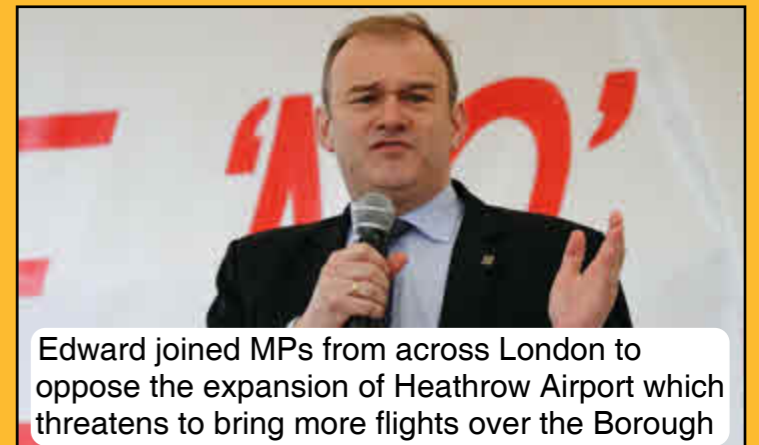 'NO'
Edward joined MPs from across London to
oppose the expansion of Heathrow Airport which
threatens to bring more flights over the Borough